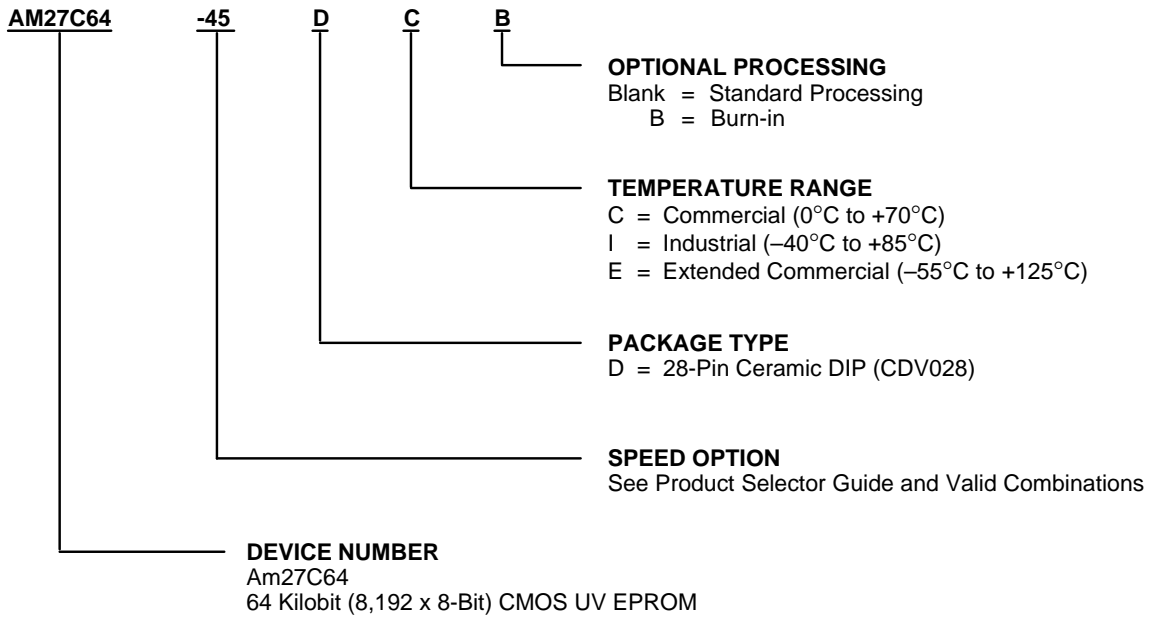 AM27C64 -45 D C B
OPTIONAL PROCESSING
Blank = Standard Processing
B = Burn-in
TEMPERATURE RANGE
C = Commercial (0°C to +70°C)
I = Industrial (–40°C to +85°C)
E = Extended Commercial (–55°C to +125°C)
PACKAGE TYPE
D = 28-Pin Ceramic DIP (CDV028)
SPEED OPTION
See Product Selector Guide and Valid Combinations
DEVICE NUMBER
Am27C64
64 Kilobit (8,192 x 8-Bit) CMOS UV EPROM